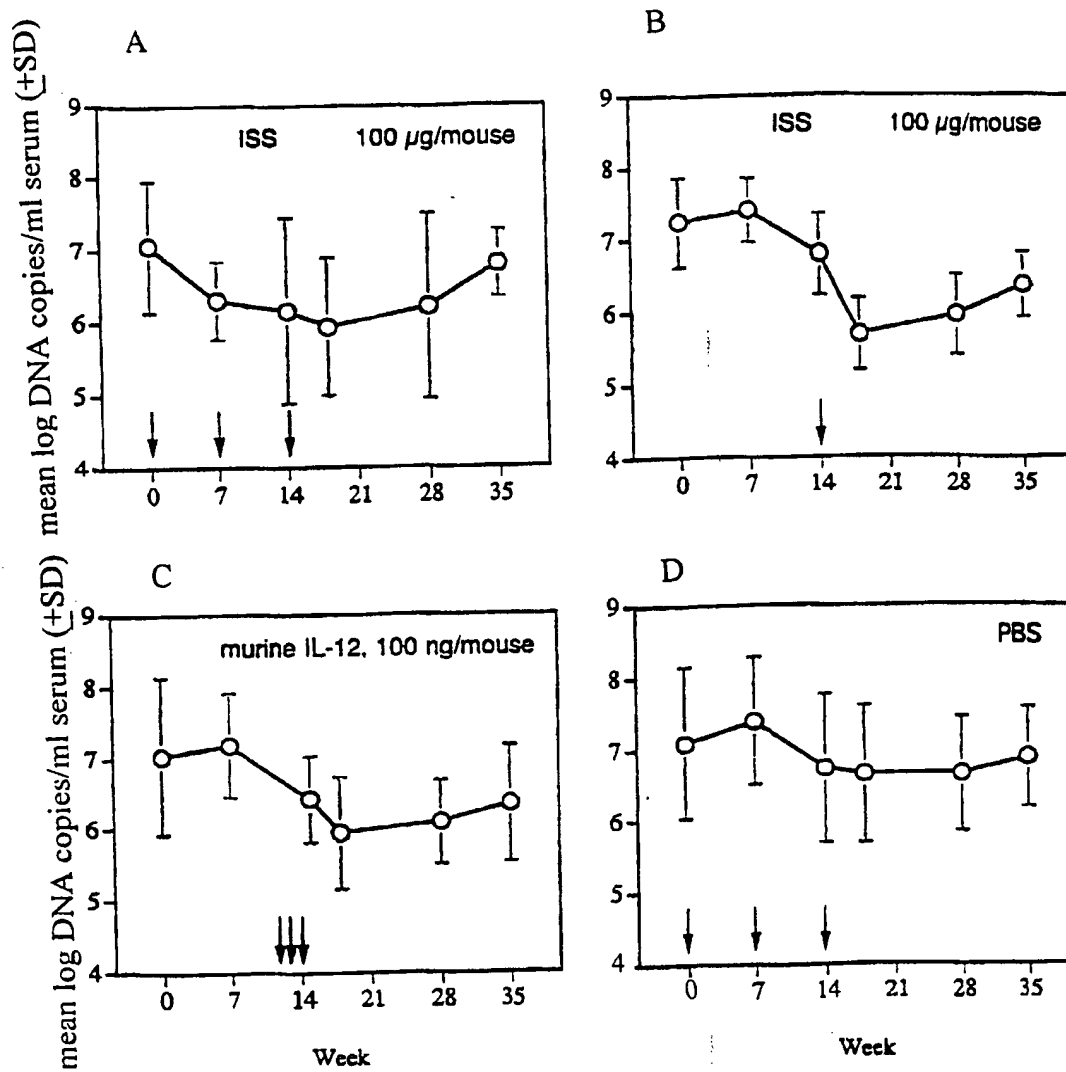 A
mean log DNA copies/ml serum (±SD)
ISS 100 µg/mouse
9
8
7
6
5
4
0 7 14 21 28 35
B
ISS 100 µg/mouse
9
8
7
6
5
4
0 7 14 21 28 35
C
mean log DNA copies/ml serum (±SD)
murine IL-12, 100 ng/mouse
9
8
7
6
5
4
0 7 14 21 28 35
Week
D
PBS
9
8
7
6
5
4
0 7 14 21 28 35
Week